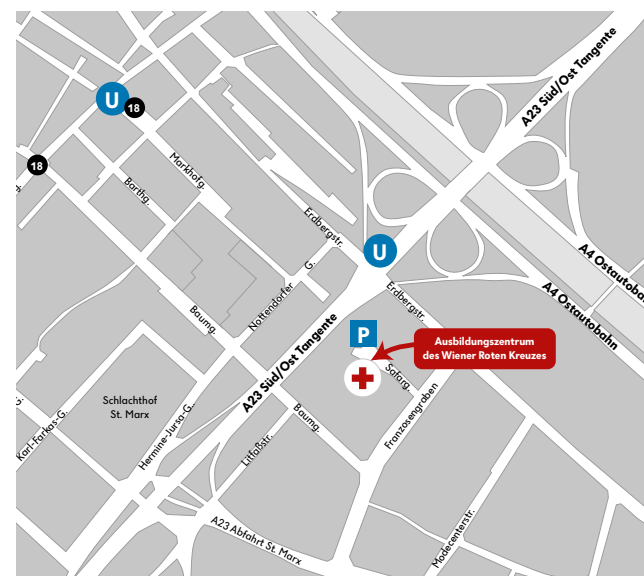 A23 Süd/Ost Tangente
U
18
18
Markhofg.
Barthg.
Erdbergstr.
U
A4 Ostautobahn
A4 Ostautobahn
Nottendorfer G.
Erdbergstr.
Baumg.
P
Ausbildungszentrum
des Wiener Roten Kreuzes
A23 Süd/Ost Tangente
Safarg.
Schlachthof
St. Marx
Franzosengraben
Karl-Farkas-G.
Hermine-Jursa-G.
Baumg.
Litfaßstr.
A23 Abfahrt St. Marx
Modecenterstr.